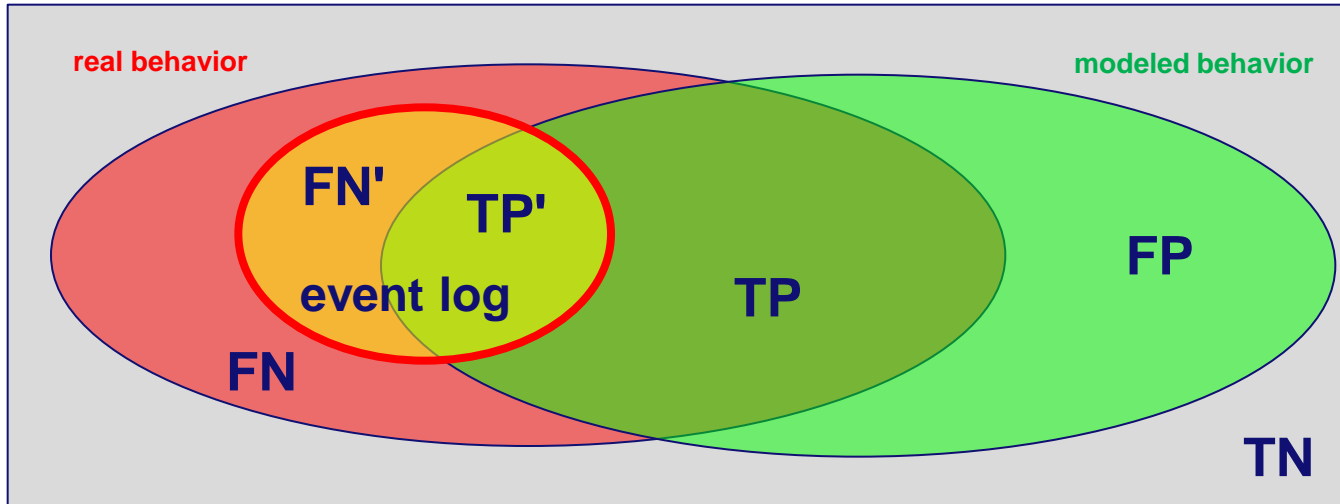 real behavior
modeled behavior
FN'
TP'
FP
event log
TP
FN
TN